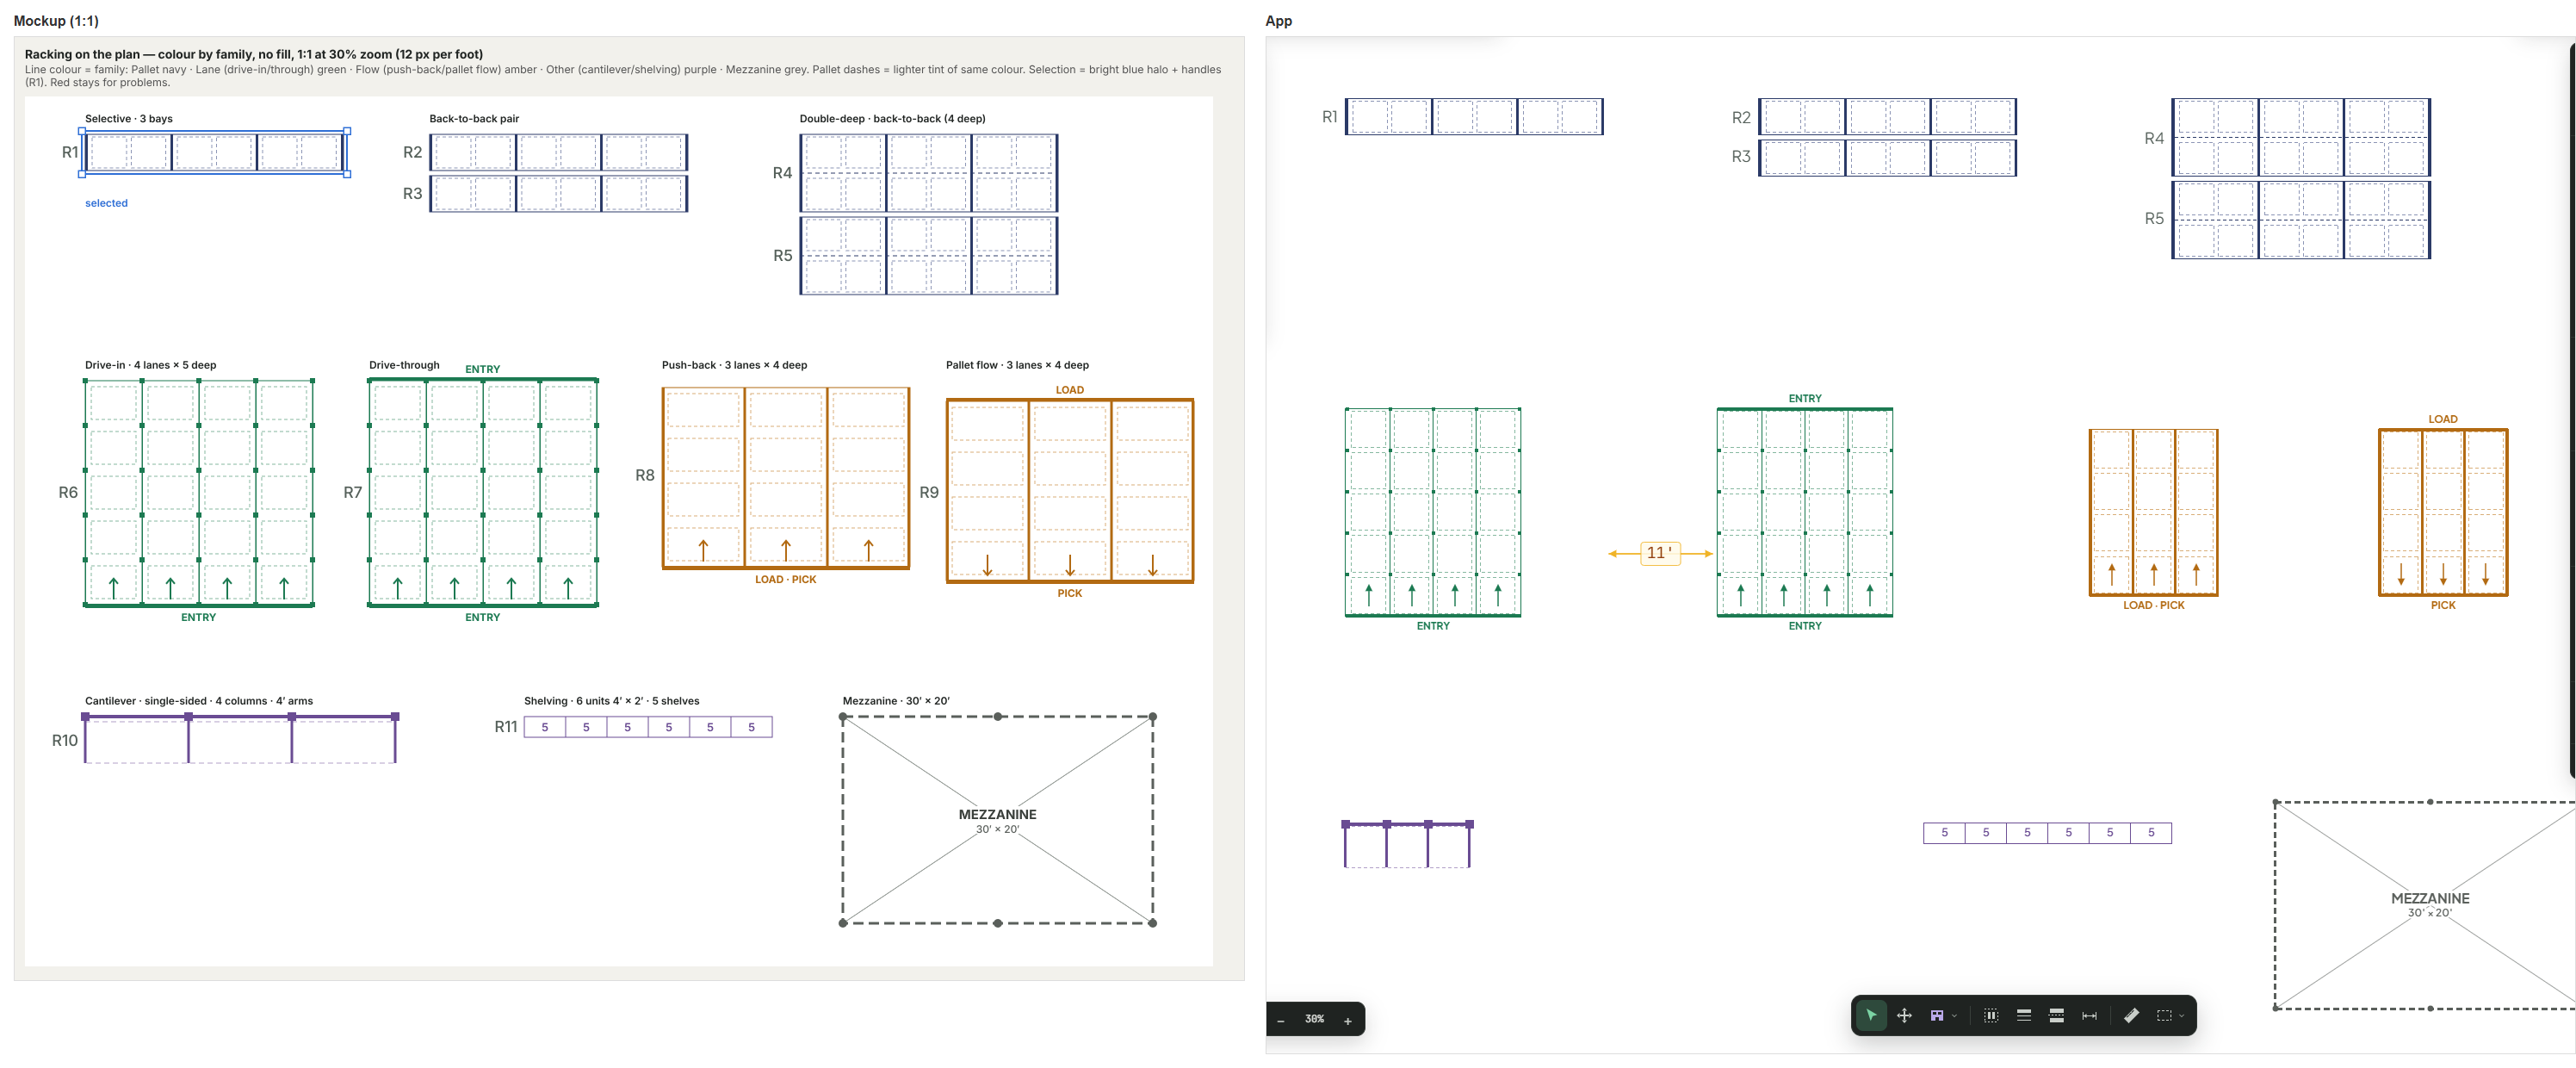 Mockup (1:1)
Racking on the plan — colour by family, no fill, 1:1 at 30% zoom (12 px per foot)
Line colour = family: Pallet navy · Lane (drive-in/through) green · Flow (push-back/pallet flow) amber · Other (cantilever/shelving) purple · Mezzanine grey. Pallet dashes = lighter tint of same colour. Selection = bright blue halo + handles
(R1). Red stays for problems.
Selective · 3 bays
Back-to-back pair
Double-deep · back-to-back (4 deep)
R1
R2
R3
R4
R5
selected
Drive-in · 4 lanes × 5 deep
Drive-through
ENTRY
Push-back · 3 lanes × 4 deep
Pallet flow · 3 lanes × 4 deep
LOAD
R6
R7
R8
R9
LOAD · PICK
PICK
ENTRY
ENTRY
Cantilever · single-sided · 4 columns · 4′ arms
Shelving · 6 units 4′ × 2′ · 5 shelves
Mezzanine · 30′ × 20′
R10
R11
5 5 5 5 5 5
MEZZANINE
30′ × 20′
App
R1
R2
R3
R4
R5
ENTRY
LOAD
11'
LOAD · PICK
PICK
ENTRY
ENTRY
5 5 5 5 5 5
MEZZANINE
30' × 20'
− 30% +